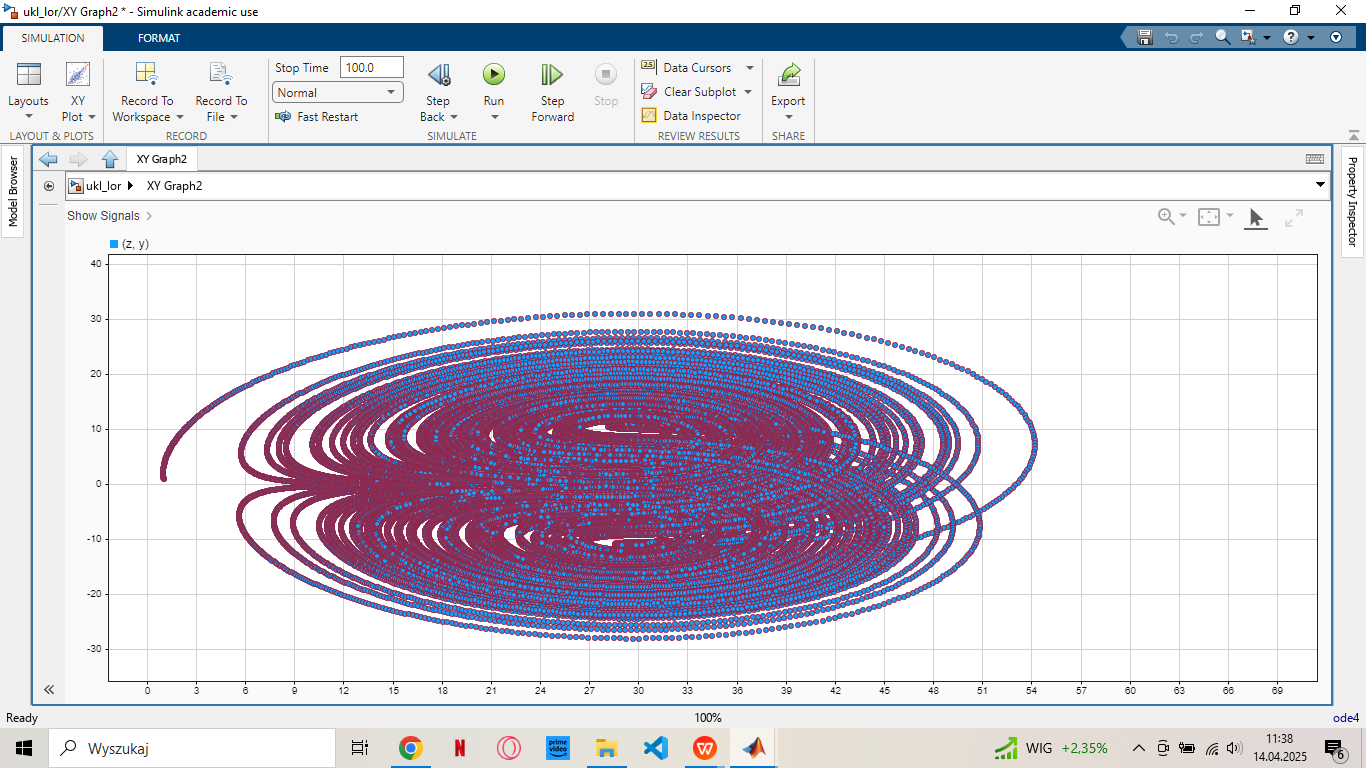 ukl_lor/XY Graph2 * - Simulink academic use
SIMULATION
FORMAT
Layouts
XY Plot
LAYOUT & PLOTS
Record To Workspace
Record To File
RECORD
Stop Time 100.0
Normal
Fast Restart
Step Back
Run
Step Forward
Stop
SIMULATE
2.5
Data Cursors
Clear Subplot
Data Inspector
REVIEW RESULTS
Export
SHARE
Model Browser
XY Graph2
ukl_lor XY Graph2
Show Signals
(z, y)
40
30
20
10
0
-10
-20
-30
0 3 6 9 12 15 18 21 24 27 30 33 36 39 42 45 48 51 54 57 60 63 66 69
Property Inspector
Ready
100%
ode4
Wyszukaj
N
prime video
W
WIG +2,35%
11:38
14.04.2025
6